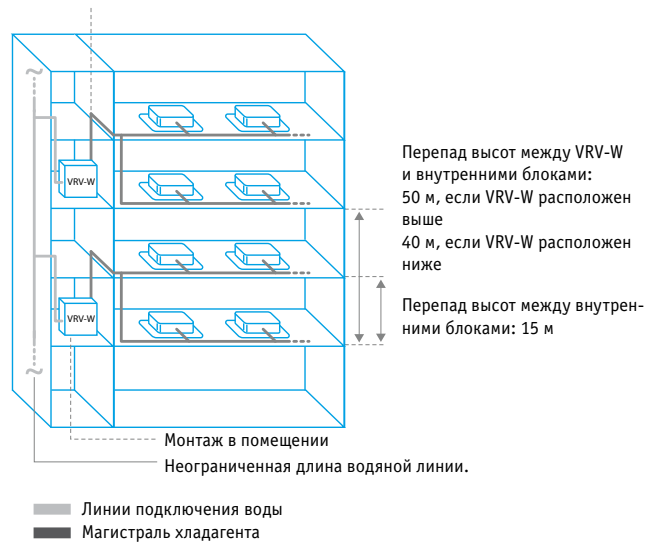 VRV-W
VRV-W
Перепад высот между VRV-W
и внутренними блоками:
50 м, если VRV-W расположен
выше
40 м, если VRV-W расположен
ниже
Перепад высот между внутрен-
ними блоками: 15 м
Монтаж в помещении
Неограниченная длина водяной линии.
Линии подключения воды
Магистраль хладагента